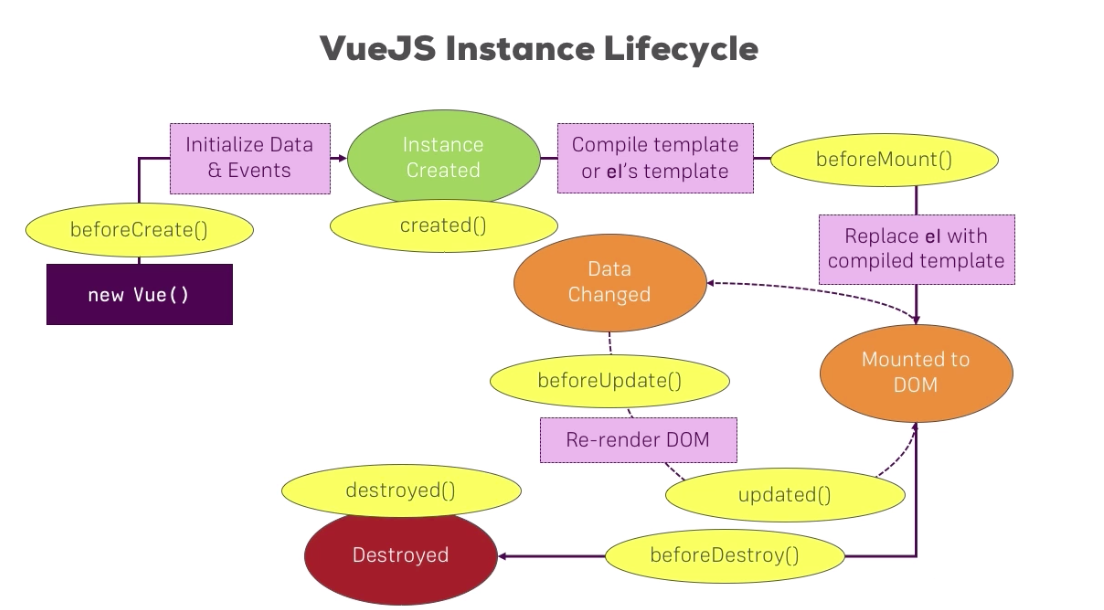 VueJS Instance Lifecycle
Initialize Data
& Events
Instance
Created
Compile template
or el's template
beforeMount()
beforeCreate()
created()
Replace el with
compiled template
new Vue()
Data
Changed
Mounted to
DOM
beforeUpdate()
Re-render DOM
destroyed()
updated()
Destroyed
beforeDestroy()